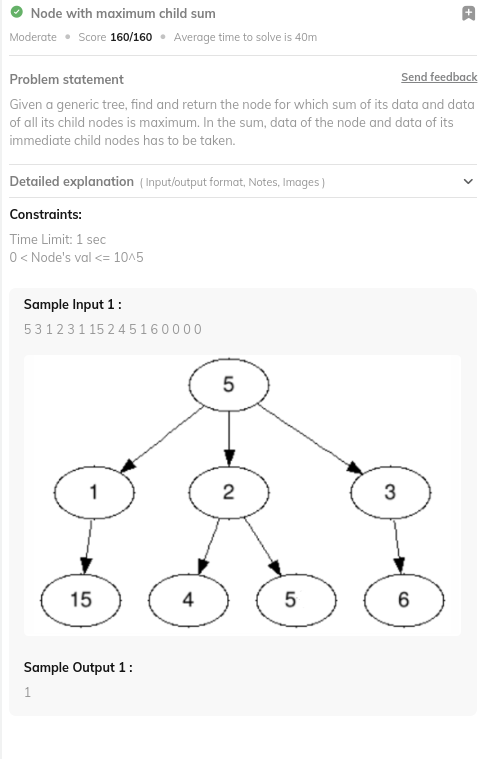 Node with maximum child sum
Moderate • Score 160/160 • Average time to solve is 40m
Problem statement Send feedback
Given a generic tree, find and return the node for which sum of its data and data
of all its child nodes is maximum. In the sum, data of the node and data of its
immediate child nodes has to be taken.
Detailed explanation ( Input/output format, Notes, Images )
Constraints:
Time Limit: 1 sec
0 < Node's val <= 10^5
Sample Input 1 :
5 3 1 2 3 1 15 2 4 5 1 6 0 0 0 0
5
1 2 3
15 4 5 6
Sample Output 1 :
1